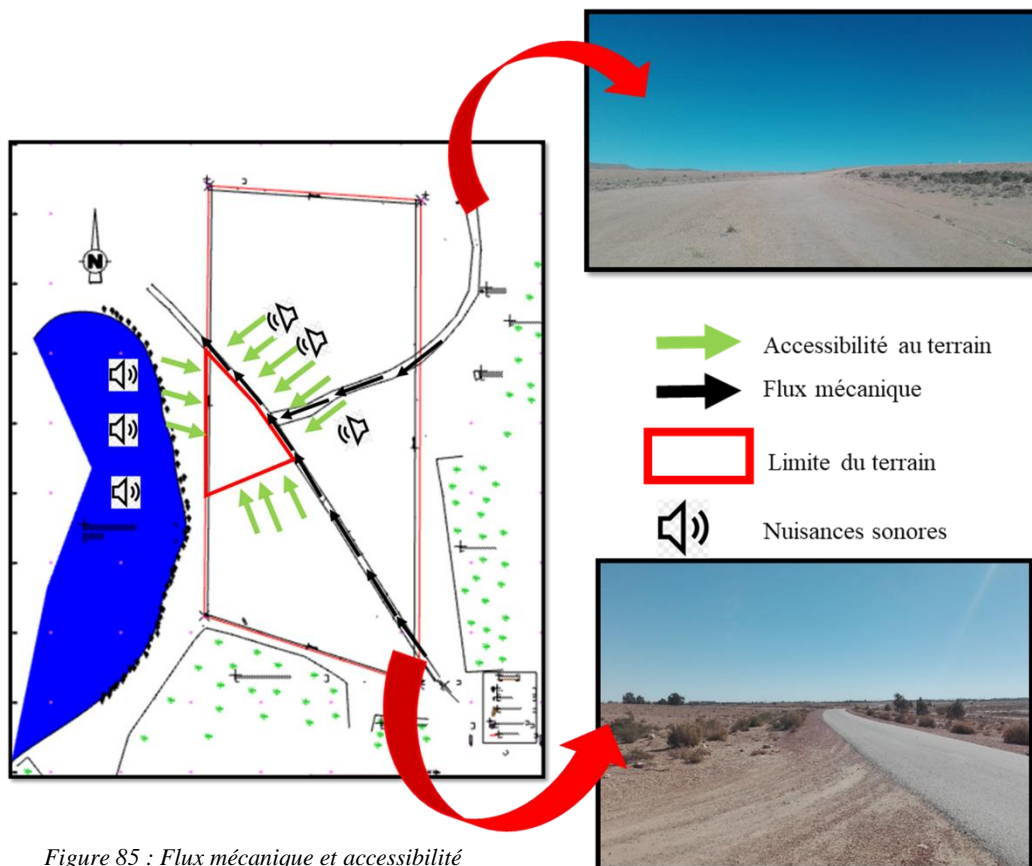 N
Accessibilité au terrain
Flux mécanique
Limite du terrain
Nuisances sonores
Figure 85 : Flux mécanique et accessibilité